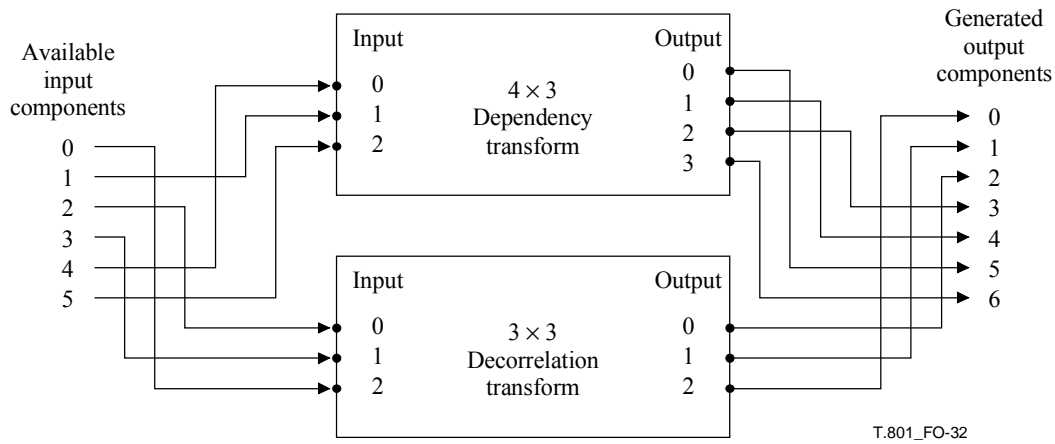 Available
input
components
0
1
2
3
4
5
Input
0
1
2
4 × 3
Dependency
transform
Output
0
1
2
3
Input
0
1
2
3 × 3
Decorrelation
transform
Output
0
1
2
Generated
output
components
0
1
2
3
4
5
6
T.801_FO-32